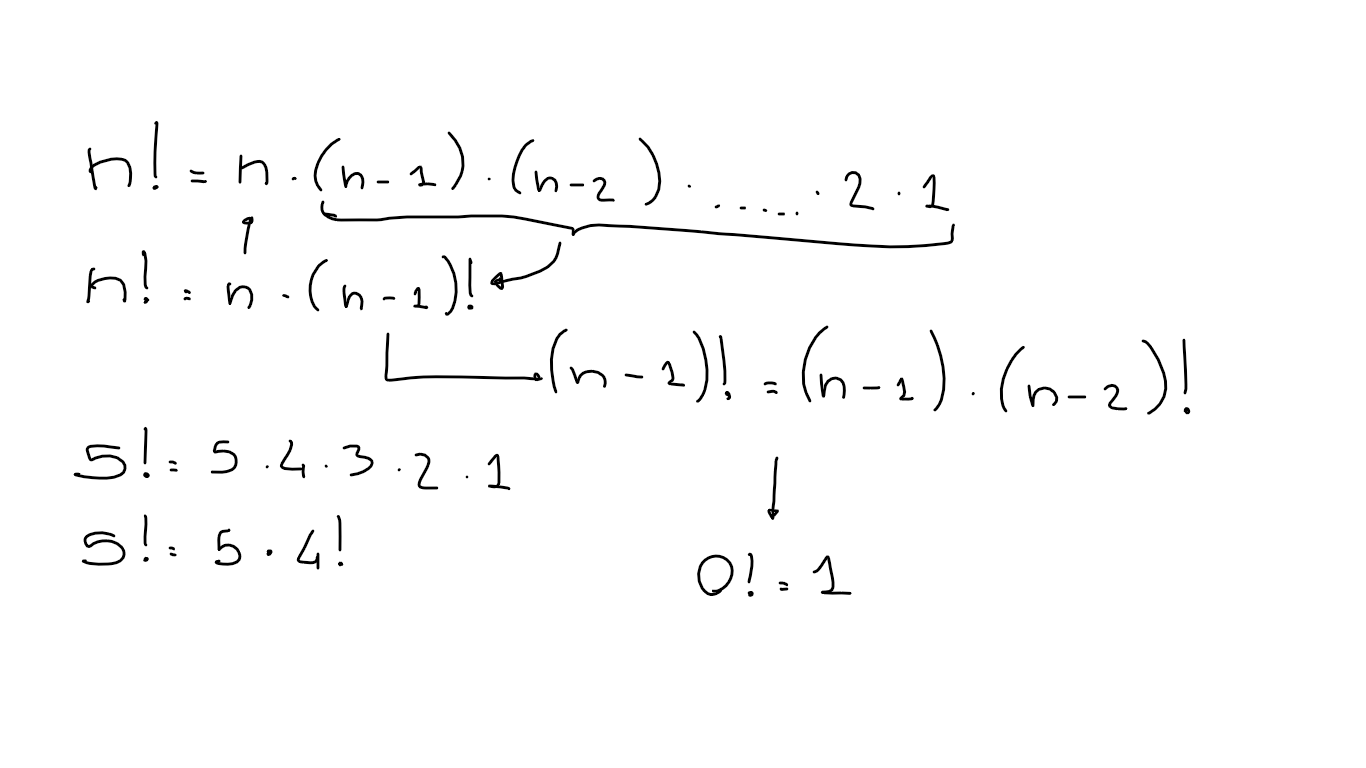 n! = n · (n-1) · (n-2) · ...... · 2 · 1
n! = n · (n-1)!
(n-1)! = (n-1) · (n-2)!
5! = 5 · 4 · 3 · 2 · 1
5! = 5 · 4!
0! = 1